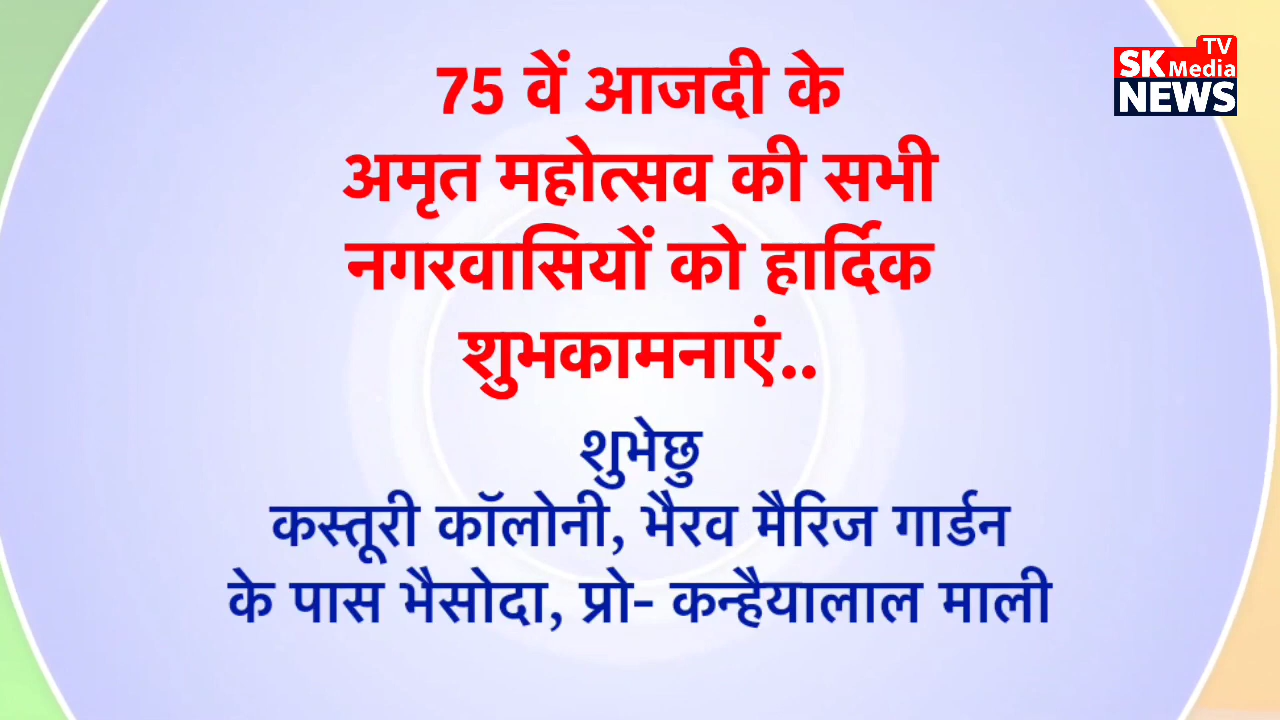 75 वें आजदी के
अमृत महोत्सव की सभी
नगरवासियों को हार्दिक
शुभकामनाएं..
शुभेछु
कस्तूरी कॉलोनी, भैरव मैरिज गार्डन
के पास भैसोदा, प्रो- कन्हैयालाल माली
TV
SK Media
NEWS